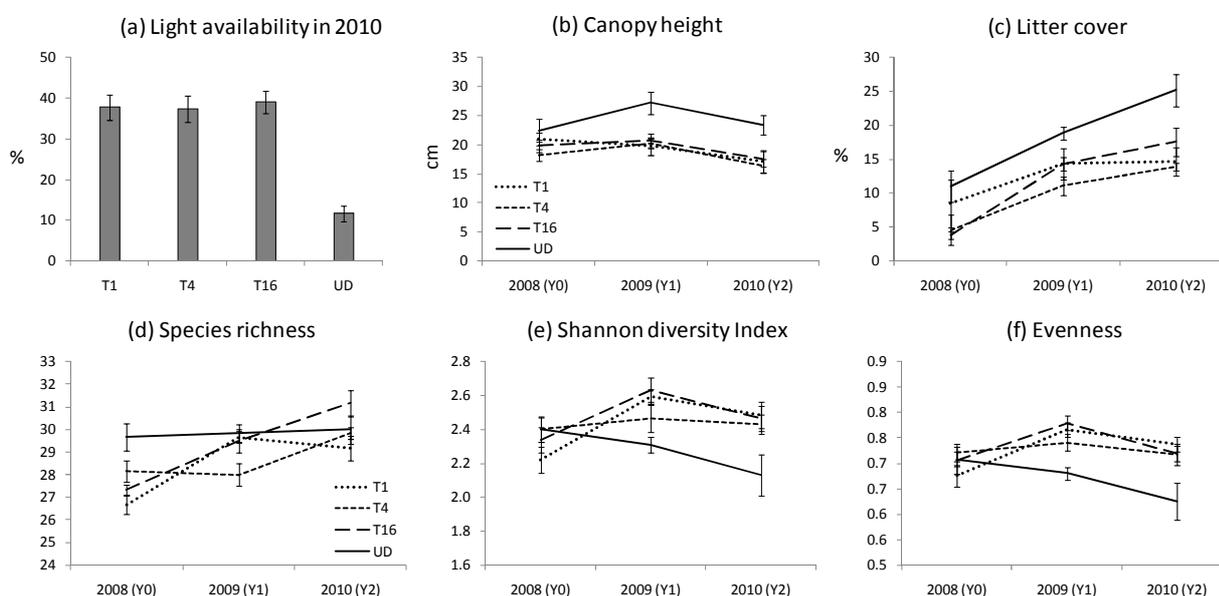 (a) Light availability in 2010
50
40
30
20
10
0
%
T1
T4
T16
UD
(b) Canopy height
35
30
25
20
15
10
5
0
cm
T1
T4
T16
UD
2008 (Y0)
2009 (Y1)
2010 (Y2)
(c) Litter cover
30
25
20
15
10
5
0
%
2008 (Y0)
2009 (Y1)
2010 (Y2)
(d) Species richness
33
32
31
30
29
28
27
26
25
24
T1
T4
T16
UD
2008 (Y0)
2009 (Y1)
2010 (Y2)
(e) Shannon diversity Index
2.8
2.6
2.4
2.2
2.0
1.8
1.6
2008 (Y0)
2009 (Y1)
2010 (Y2)
(f) Evenness
0.9
0.9
0.8
0.8
0.7
0.7
0.6
0.6
0.5
2008 (Y0)
2009 (Y1)
2010 (Y2)